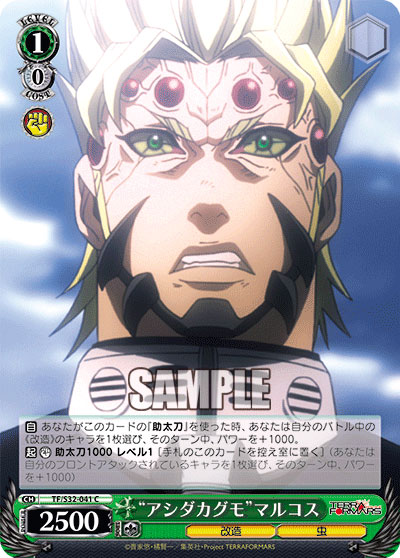 LEVEL
1
0
COST
SAMPLE
自 あなたがこのカードの「助太刀」を使った時、あなたは自分のバトル中の
《改造》のキャラを1枚選び、そのターン中、パワーを+1000。
起 助太刀1000 レベル1 [手札のこのカードを控え室に置く] (あなたは自
分のフロントアタックされているキャラを1枚選び、そのターン中、パワーを+1000)
CH TF/S32-041 C
POWER 2500
“アシダカグモ”マルコス
TERRAFORMARS
改造 虫
©貴家悠・橘賢一／集英社・Project TERRAFORMARS